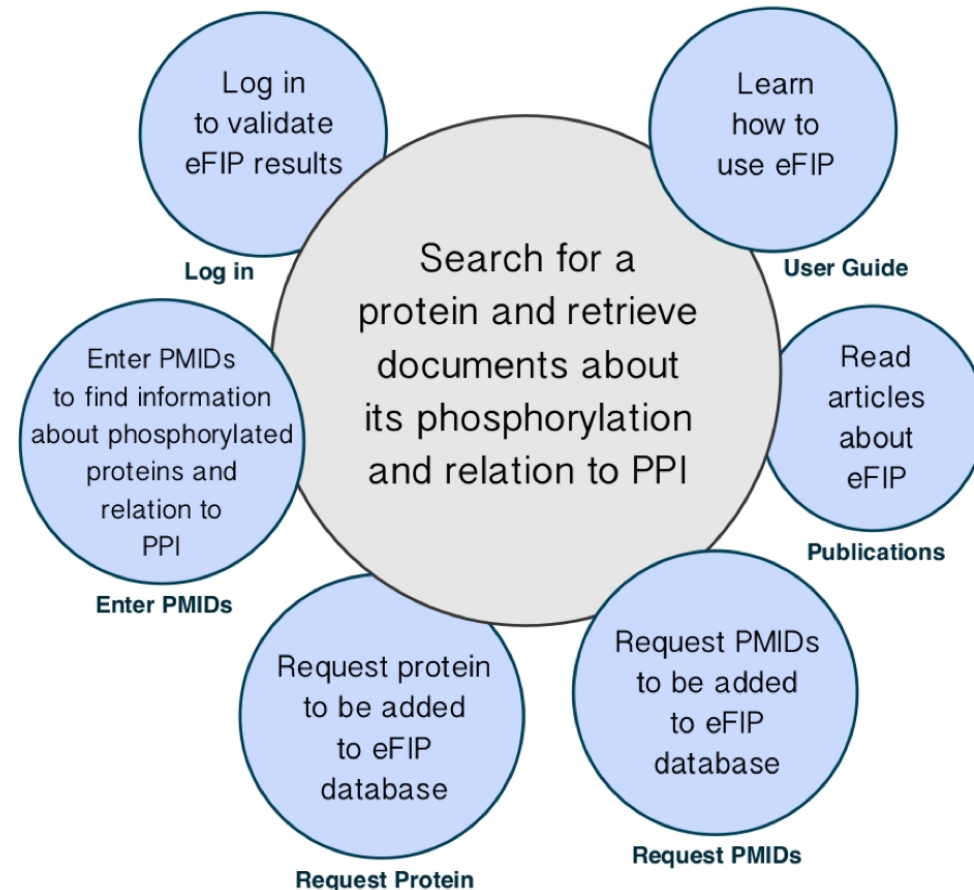 Log in
to validate
eFIP results
Log in
Learn
how to
use eFIP
User Guide
Search for a
protein and retrieve
documents about
its phosphorylation
and relation to PPI
Enter PMIDs
to find information
about phosphorylated
proteins and
relation to
PPI
Enter PMIDs
Read
articles
about
eFIP
Publications
Request protein
to be added
to eFIP
database
Request Protein
Request PMIDs
to be added
to eFIP
database
Request PMIDs